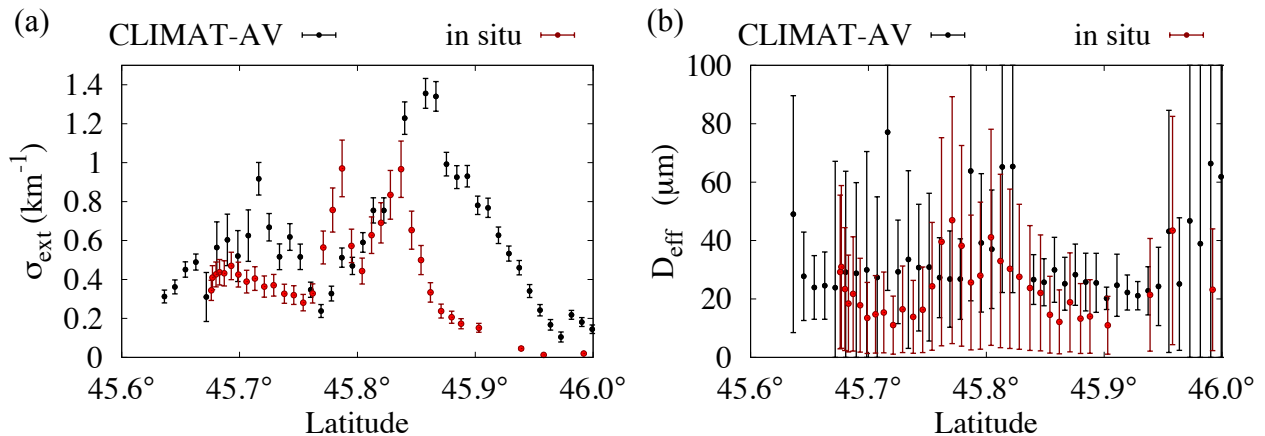 (a)
CLIMAT-AV in situ
σext (km⁻¹)
1.4
1.2
1
0.8
0.6
0.4
0.2
0
45.6° 45.7° 45.8° 45.9° 46.0°
Latitude
(b)
CLIMAT-AV in situ
Deff (μm)
100
80
60
40
20
0
45.6° 45.7° 45.8° 45.9° 46.0°
Latitude